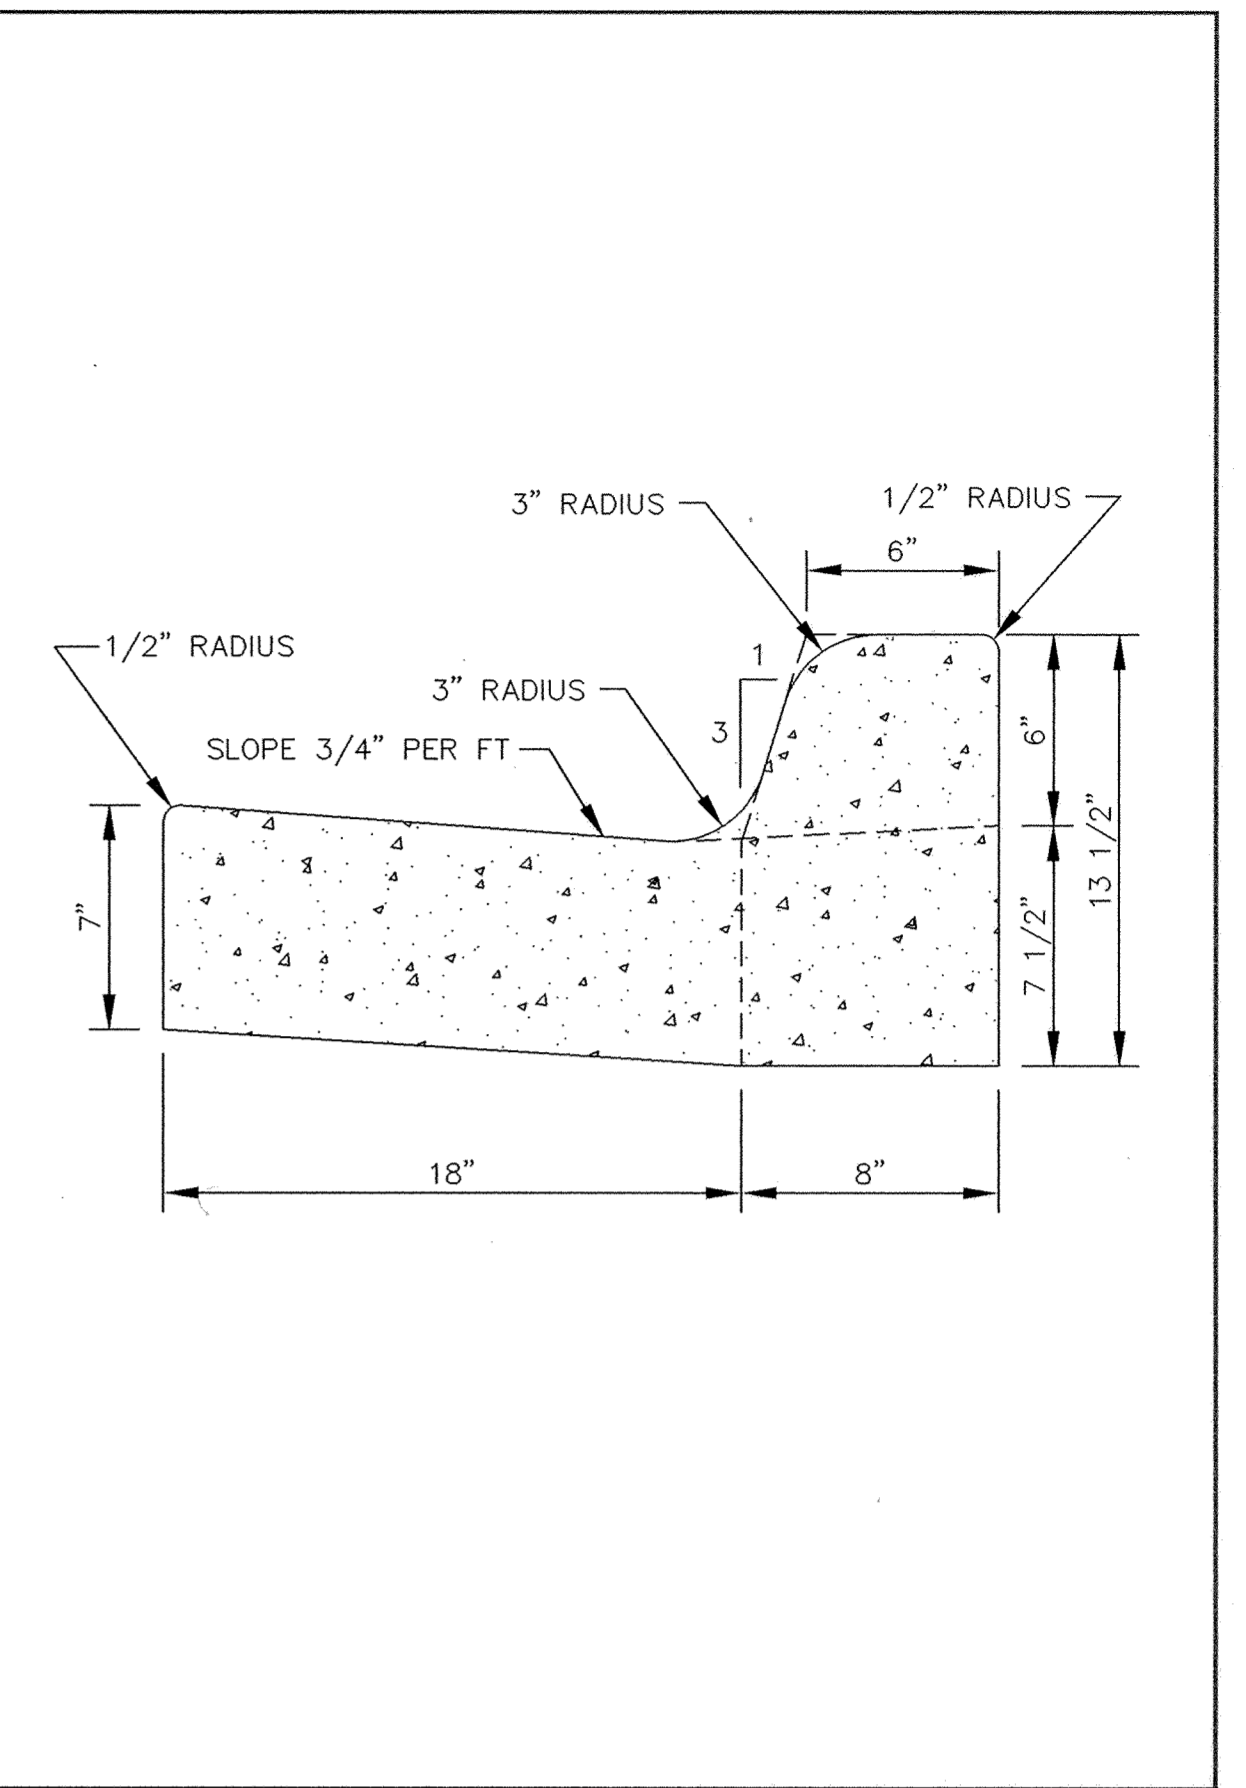 3” RADIUS
1/2” RADIUS
6”
1/2” RADIUS
1
3” RADIUS
3
6”
SLOPE 3/4” PER FT
13 1/2”
7”
7 1/2”
18”
8”